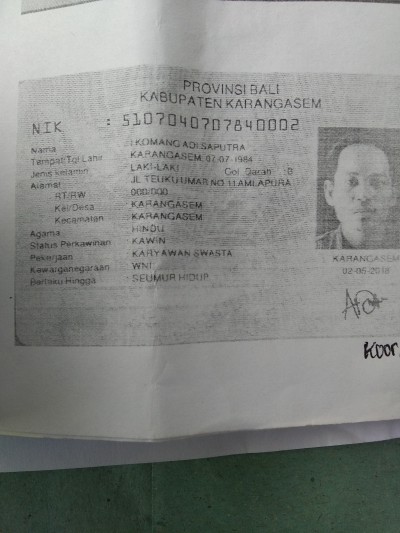 PROVINSI BALI
KABUPATEN KARANGASEM
NIK : 5107040707840002
Nama : I KOMANG ADI SAPUTRA
Tempat/Tgl Lahir : KARANGASEM, 07-07-1984
Jenis kelamin : LAKI-LAKI Gol. Darah : B
Alamat : JL. TEUKU UMAR NO. AMLAPURA
RT/RW : 000/000
Kel/Desa : KARANGASEM
Kecamatan : KARANGASEM
Agama : HINDU
Status Perkawinan : KAWIN
Pekerjaan : KARYAWAN SWASTA
Kewarganegaraan : WNI
Berlaku Hingga : SEUMUR HIDUP
KARANGASEM
02-05-2018
Koor